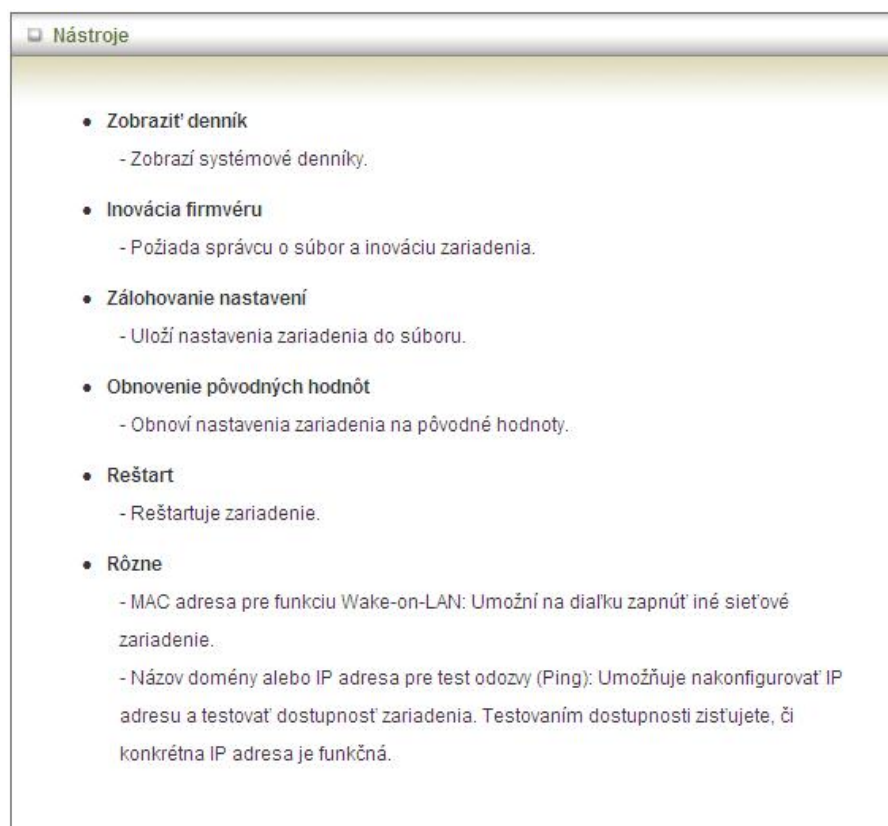 Nástroje
• Zobraziť denník
- Zobrazí systémové denníky.
• Inovácia firmvéru
- Požiada správcu o súbor a inováciu zariadenia.
• Zálohovanie nastavení
- Uloží nastavenia zariadenia do súboru.
• Obnovenie pôvodných hodnôt
- Obnoví nastavenia zariadenia na pôvodné hodnoty.
• Reštart
- Reštartuje zariadenie.
• Rôzne
- MAC adresa pre funkciu Wake-on-LAN: Umožní na diaľku zapnúť iné sieťové
zariadenie.
- Názov domény alebo IP adresa pre test odozvy (Ping): Umožňuje nakonfigurovať IP
adresu a testovať dostupnosť zariadenia. Testovaním dostupnosti zisťujete, či
konkrétna IP adresa je funkčná.